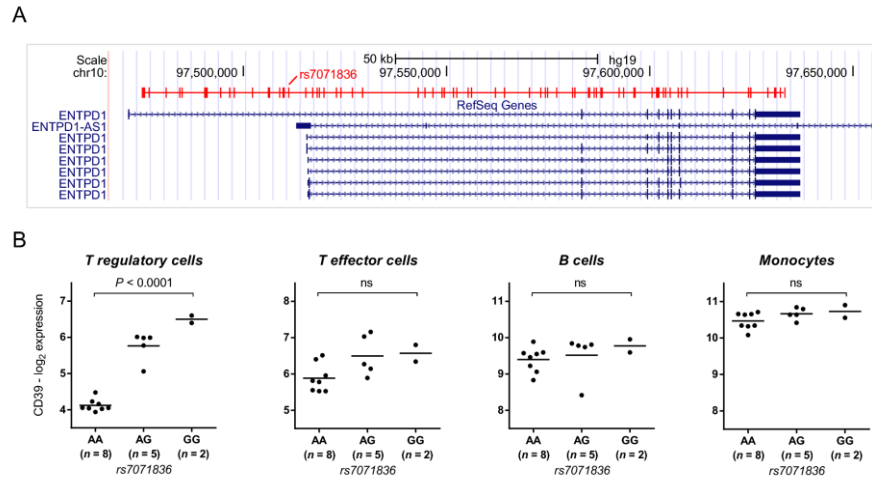 A
Scale
50 kb
hg19
chr10:
97,500,000
97,550,000
97,600,000
97,650,000
rs7071836
RefSeq Genes
ENTPD1
ENTPD1-AS1
ENTPD1
ENTPD1
ENTPD1
ENTPD1
ENTPD1
ENTPD1
B
T regulatory cells
P < 0.0001
CD39 - log2 expression
7
6
5
4
AA
AG
GG
(n = 8)
(n = 5)
(n = 2)
rs7071836
T effector cells
ns
8
7
6
5
AA
AG
GG
(n = 8)
(n = 5)
(n = 2)
rs7071836
B cells
ns
11
10
9
8
AA
AG
GG
(n = 8)
(n = 5)
(n = 2)
rs7071836
Monocytes
ns
11
10
9
8
AA
AG
GG
(n = 8)
(n = 5)
(n = 2)
rs7071836